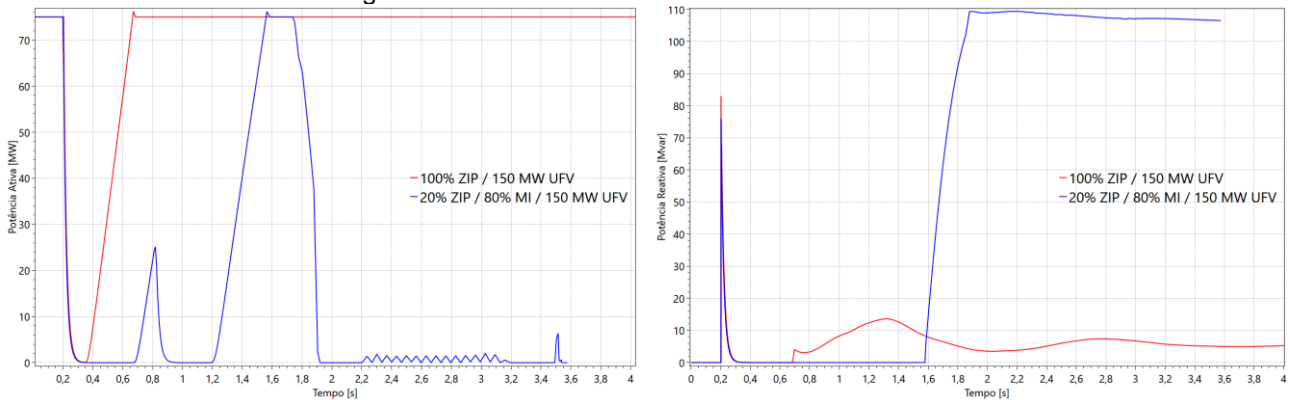 Potência Ativa [MW]
70
60
50
40
30
20
10
0
0,2 0,4 0,6 0,8 1 1,2 1,4 1,6 1,8 2 2,2 2,4 2,6 2,8 3 3,2 3,4 3,6 3,8 4
Tempo [s]
100% ZIP / 150 MW UFV
20% ZIP / 80% MI / 150 MW UFV
Potência Reativa [Mvar]
110
100
90
80
70
60
50
40
30
20
10
0
0 0,2 0,4 0,6 0,8 1 1,2 1,4 1,6 1,8 2 2,2 2,4 2,6 2,8 3 3,2 3,4 3,6 3,8 4
Tempo [s]
100% ZIP / 150 MW UFV
20% ZIP / 80% MI / 150 MW UFV